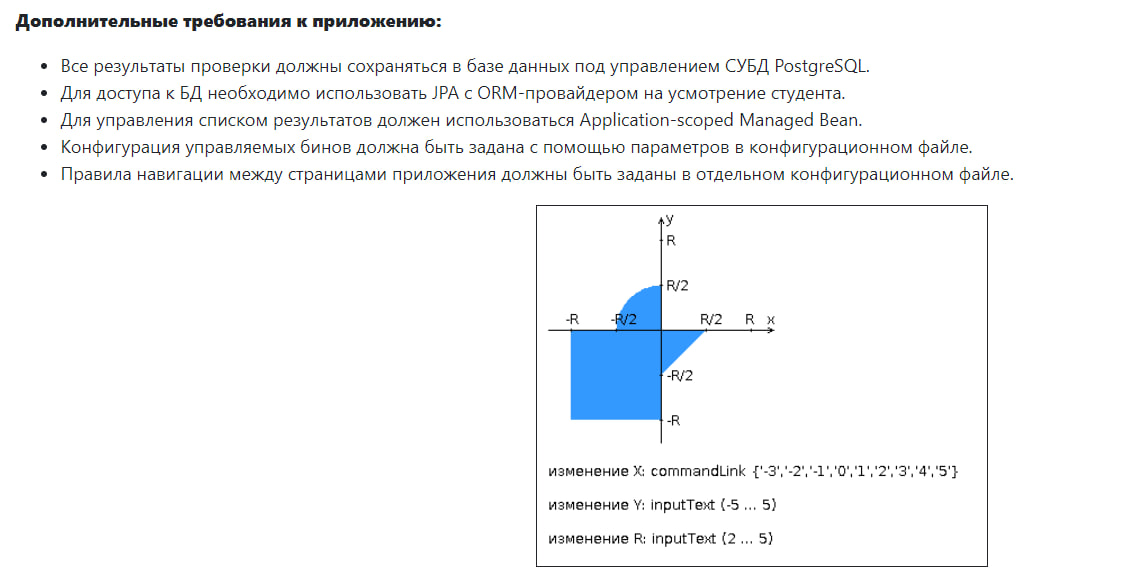 Дополнительные требования к приложению:
Все результаты проверки должны сохраняться в базе данных под управлением СУБД PostgreSQL.
Для доступа к БД необходимо использовать JPA с ORM-провайдером на усмотрение студента.
Для управления списком результатов должен использоваться Application-scoped Managed Bean.
Конфигурация управляемых бинов должна быть задана с помощью параметров в конфигурационном файле.
Правила навигации между страницами приложения должны быть заданы в отдельном конфигурационном файле.
y
R
R/2
-R -R/2 R/2 R x
-R/2
-R
изменение X: commandLink {'-3','-2','-1','0','1','2','3','4','5'}
изменение Y: inputText (-5 ... 5)
изменение R: inputText (2 ... 5)